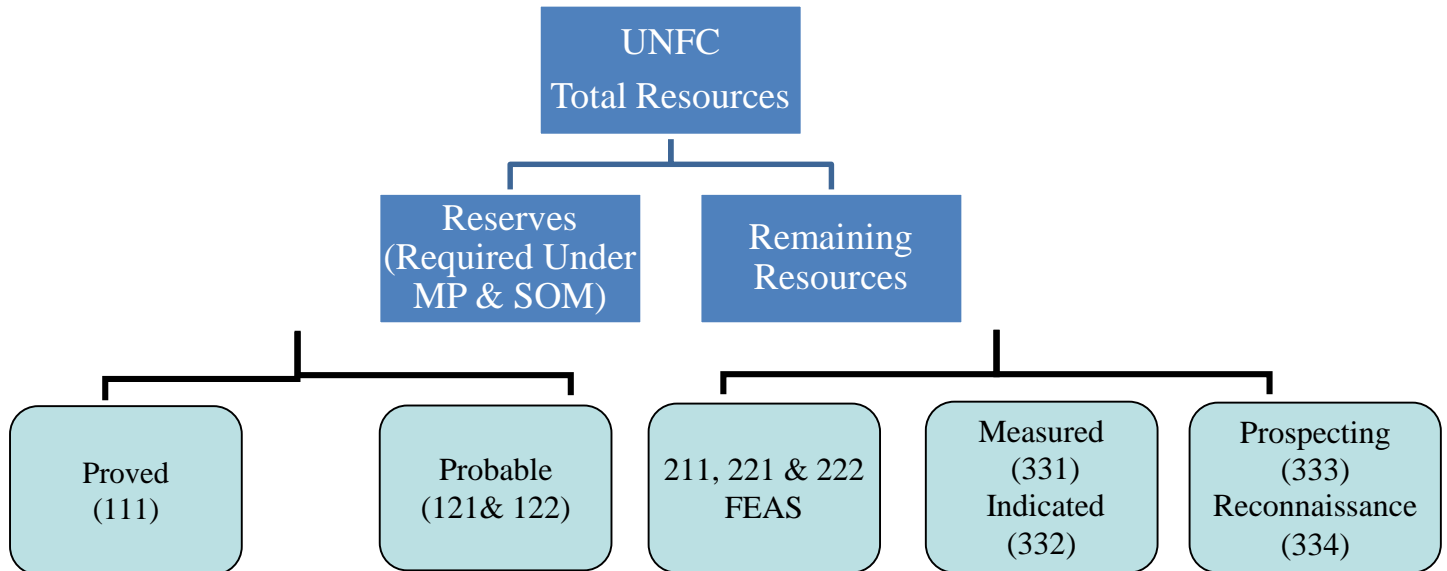 UNFC
Total Resources
Reserves
(Required Under
MP & SOM)
Remaining
Resources
Proved
(111)
Probable
(121& 122)
211, 221 & 222
FEAS
Measured
(331)
Indicated
(332)
Prospecting
(333)
Reconnaissance
(334)